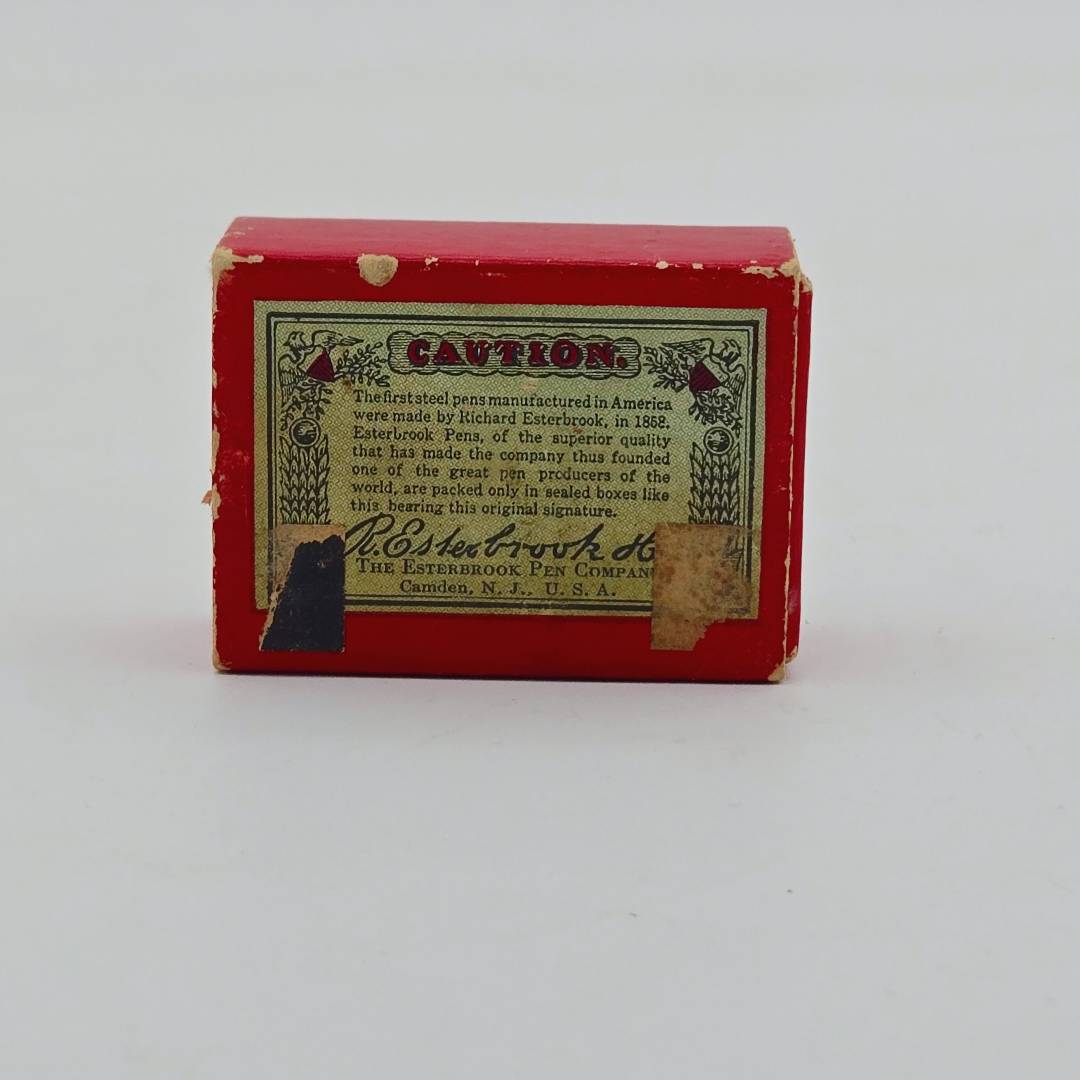 CAUTION.
The first steel pens manufactured in America
were made by Richard Esterbrook, in 1858.
Esterbrook Pens, of the superior quality
that has made the company thus founded
one of the great pen producers of the
world, are packed only in sealed boxes like
this bearing this original signature.
R. Esterbrook
THE ESTERBROOK PEN COMPANY
Camden, N. J., U. S. A.